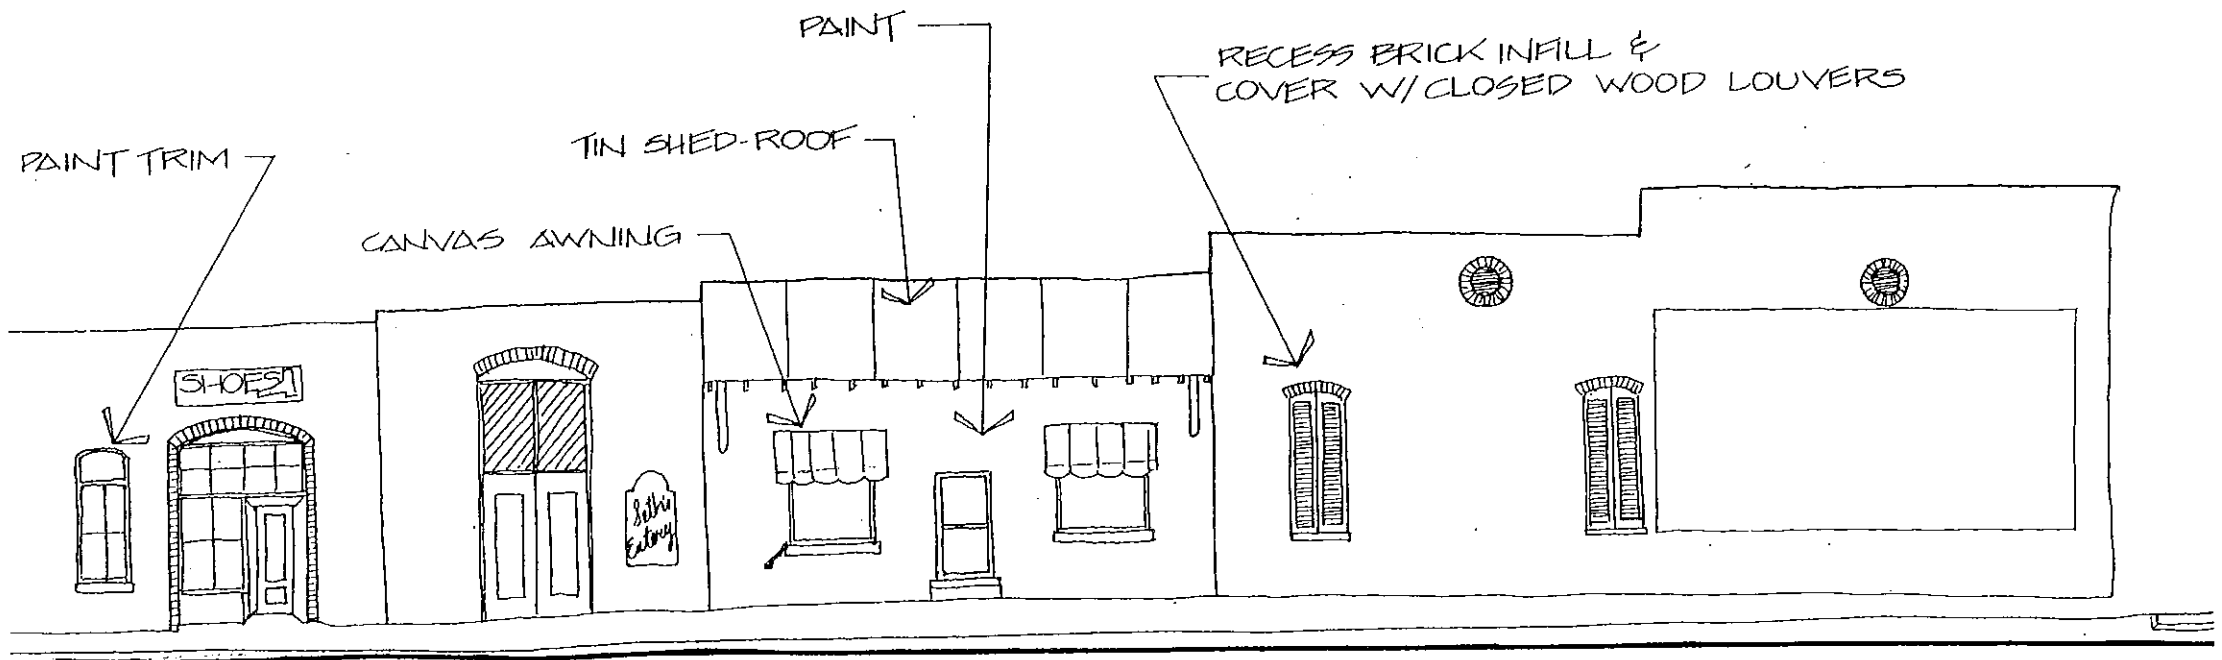 PAINT
RECESS BRICK INFILL &
COVER W/ CLOSED WOOD LOUVERS
TIN SHED-ROOF
PAINT TRIM
CANVAS AWNING
SHOES
Seth's
Eatery